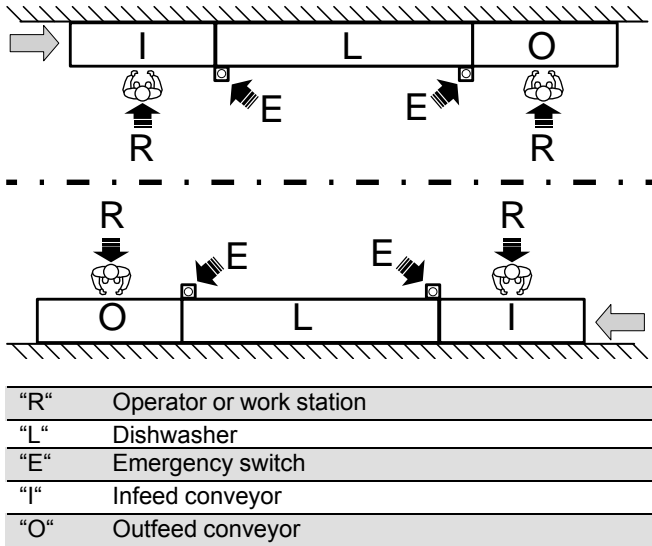 I L O
E E
R R
R R
E E
O L I
“R“ Operator or work station
“L“ Dishwasher
“E“ Emergency switch
“I“ Infeed conveyor
“O“ Outfeed conveyor